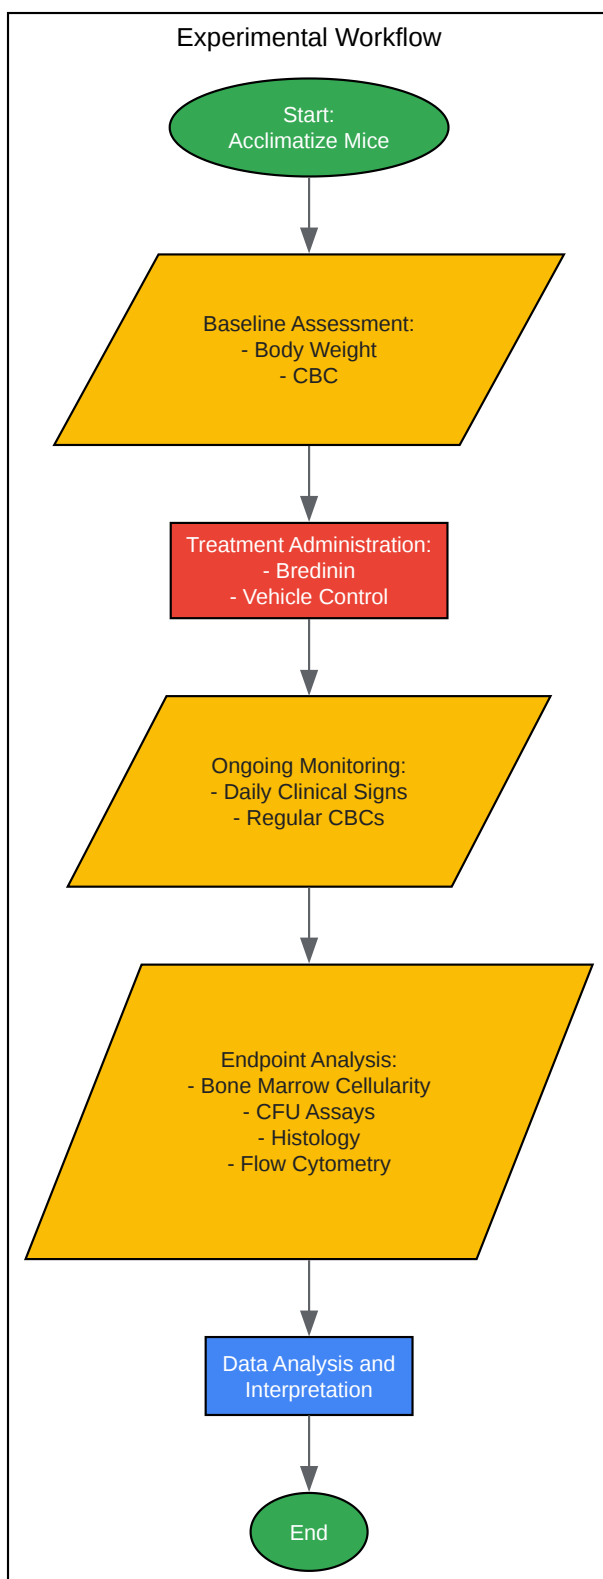 Experimental Workflow
Start:
Acclimatize Mice
Baseline Assessment:
- Body Weight
- CBC
Treatment Administration:
- Bredinin
- Vehicle Control
Ongoing Monitoring:
- Daily Clinical Signs
- Regular CBCs
Endpoint Analysis:
- Bone Marrow Cellularity
- CFU Assays
- Histology
- Flow Cytometry
Data Analysis and
Interpretation
End